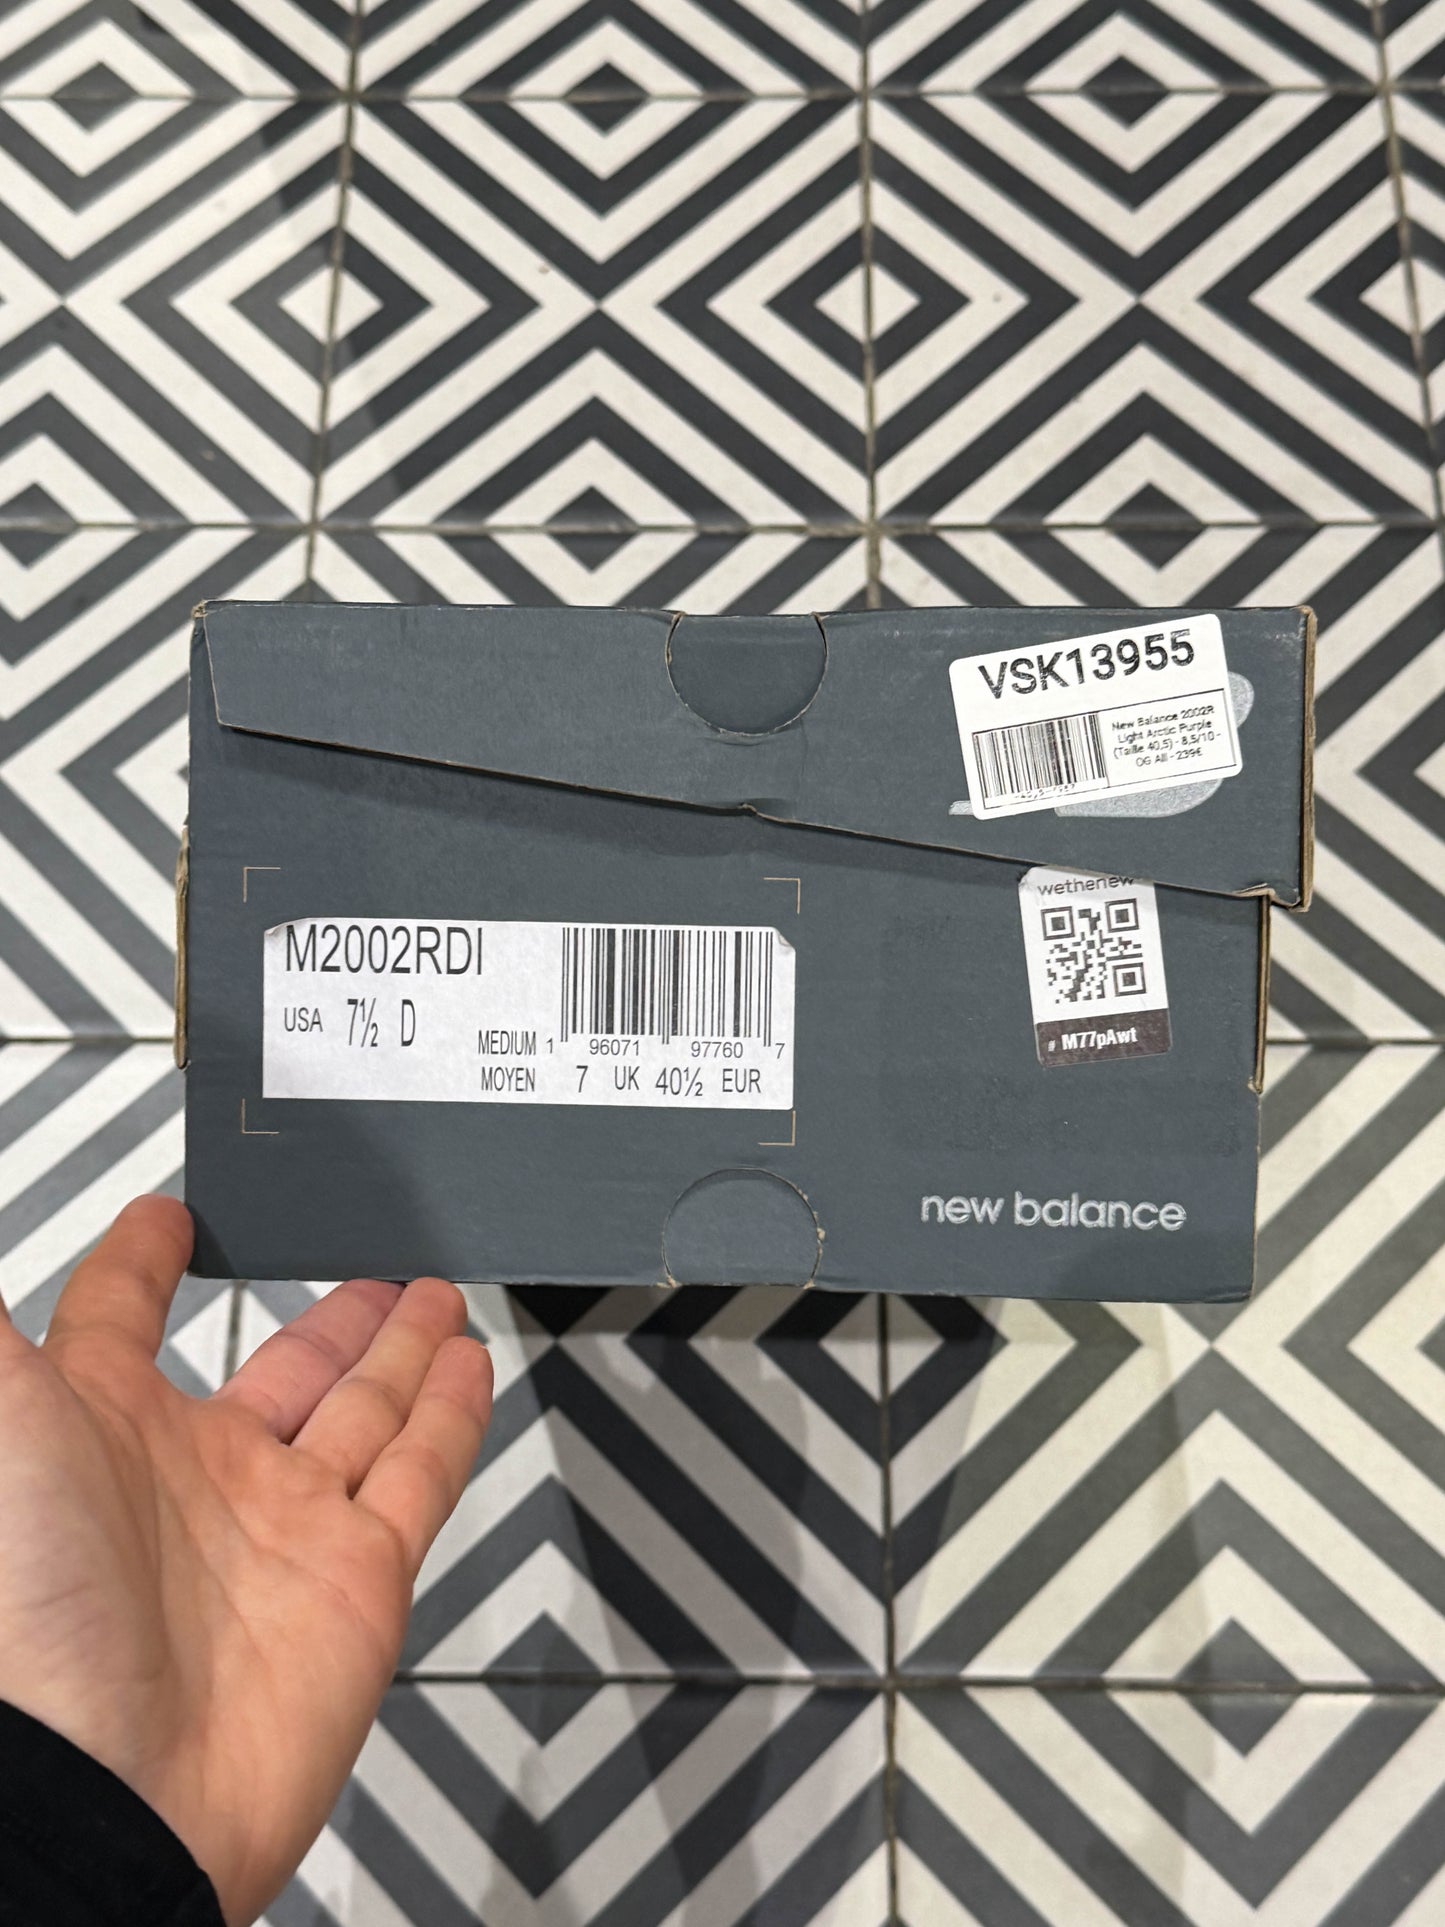 VSK13955
New Balance 2002R
Light Arctic Purple
(Taille 40,5) - 8,5/10 -
OG All - 239€
wethenew
# M77pAwt
M2002RDI
USA 7½ D
MEDIUM 1 96071 97760 7
MOYEN 7 UK 40½ EUR
new balance